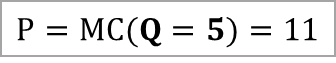 P = MC(Q = 5) = 11